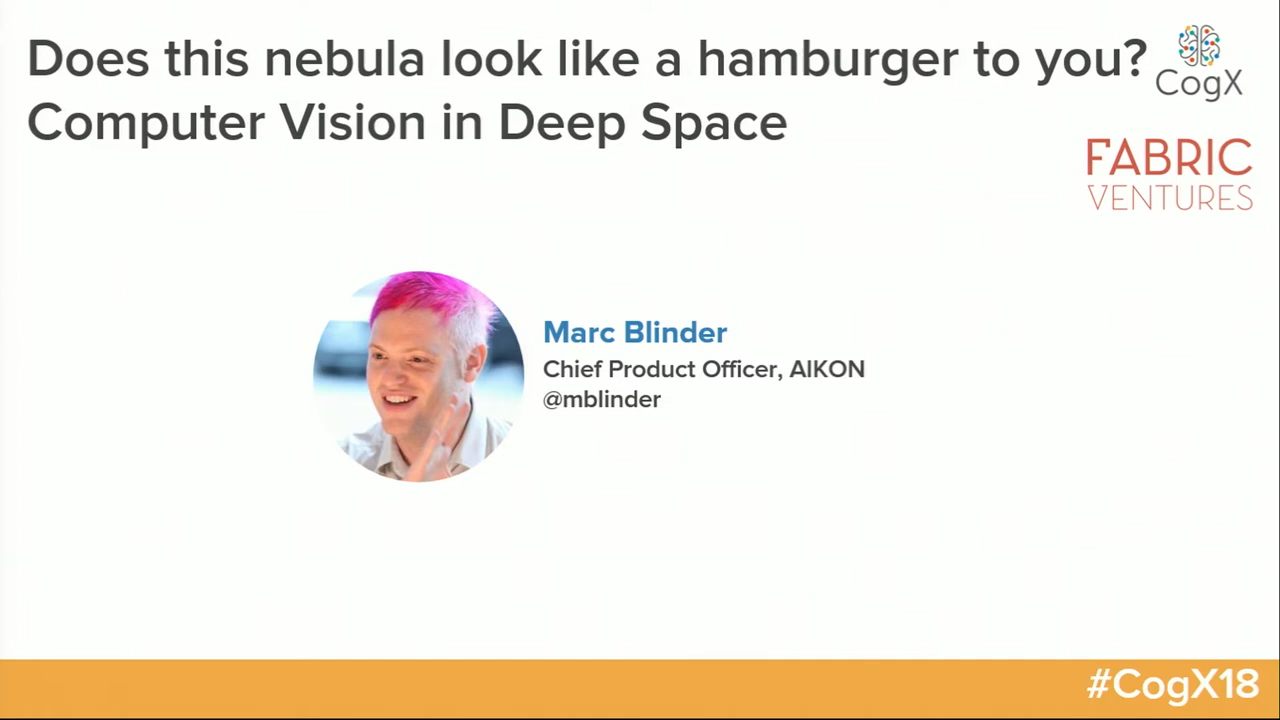 Does this nebula look like a hamburger to you?
Computer Vision in Deep Space
CogX
FABRIC
VENTURES
Marc Blinder
Chief Product Officer, AIKON
@mblinder
#CogX18